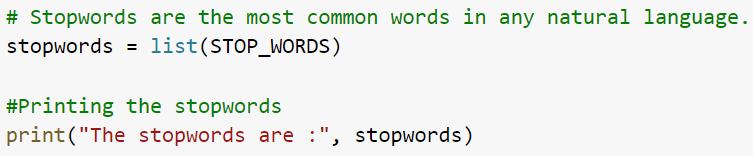 # Stopwords are the most common words in any natural language.
stopwords = list(STOP_WORDS)
#Printing the stopwords
print("The stopwords are :", stopwords)